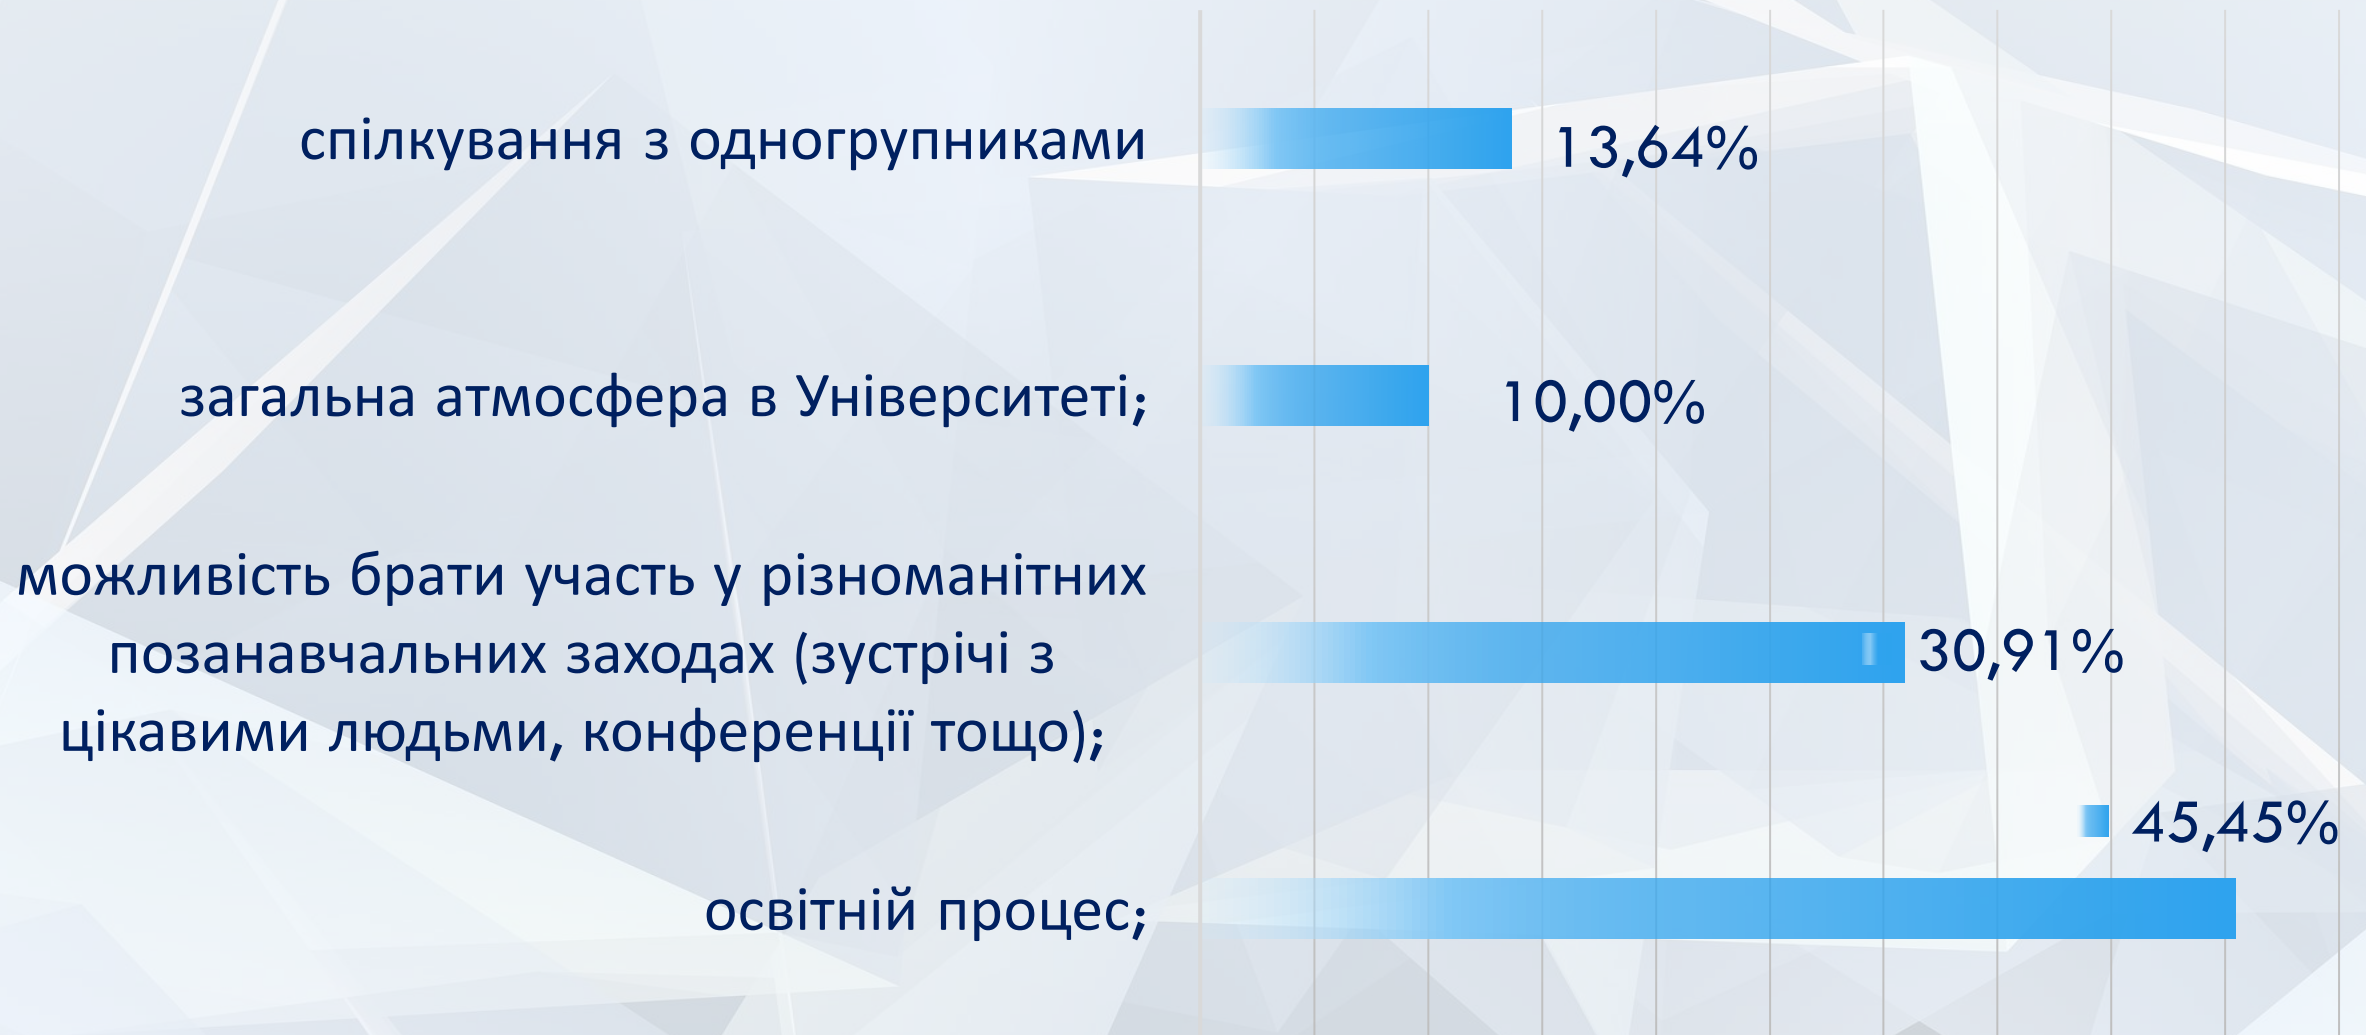 спілкування з одногрупниками
13,64%
загальна атмосфера в Університеті;
10,00%
можливість брати участь у різноманітних
позанавчальних заходах (зустрічі з
цікавими людьми, конференції тощо);
30,91%
45,45%
освітній процес;